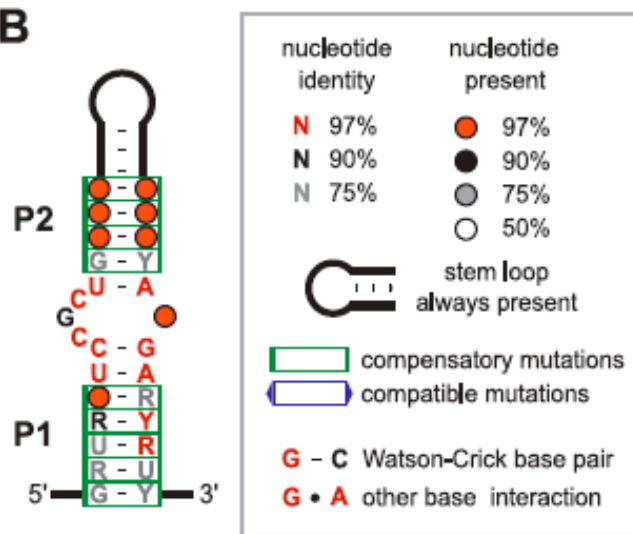 B
P2
G - Y
U - A
C
G
C
C - G
U - A
- R
P1
R - Y
U - R
R - U
5' G - Y 3'
nucleotide identity
N 97%
N 90%
N 75%
nucleotide present
97%
90%
75%
50%
stem loop
always present
compensatory mutations
compatible mutations
G - C Watson-Crick base pair
G • A other base interaction